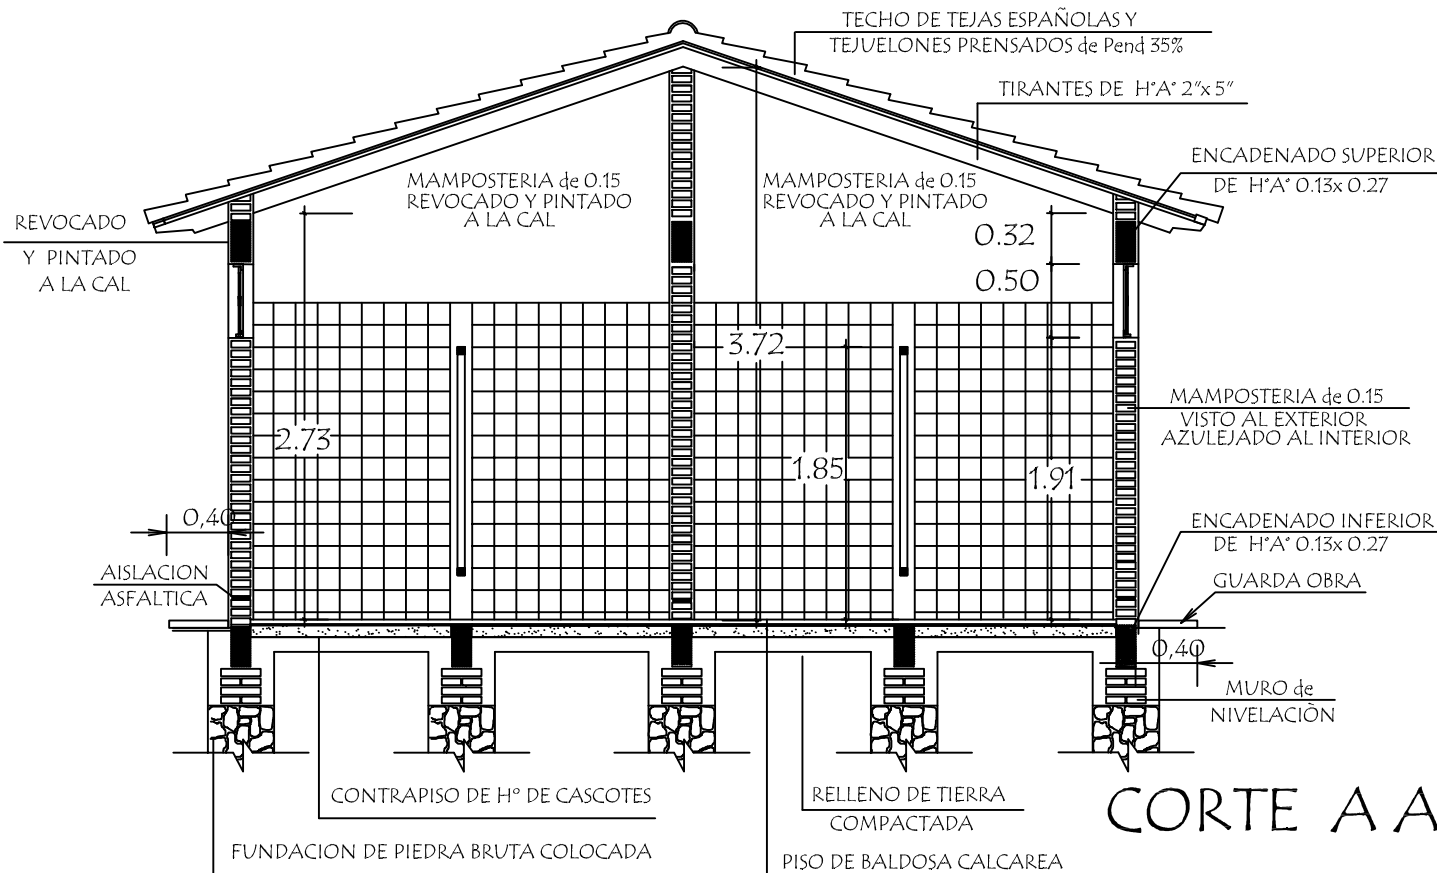 TECHO DE TEJAS ESPAÑOLAS Y
TEJUELONES PRENSADOS de Pend 35%
TIRANTES DE H°A° 2"x 5"
ENCADENADO SUPERIOR
DE H°A° 0.13x 0.27
MAMPOSTERIA de 0.15
REVOCADO Y PINTADO
A LA CAL
MAMPOSTERIA de 0.15
REVOCADO Y PINTADO
A LA CAL
REVOCADO
Y PINTADO
A LA CAL
0.32
0.50
3.72
2.73
1.85
1.91
MAMPOSTERIA de 0.15
VISTO AL EXTERIOR
AZULEJADO AL INTERIOR
0,40
ENCADENADO INFERIOR
DE H°A° 0.13x 0.27
AISLACION
ASFALTICA
GUARDA OBRA
0,40
MURO de
NIVELACIÒN
CONTRAPISO DE Hº DE CASCOTES
RELLENO DE TIERRA
COMPACTADA
CORTE A A
FUNDACION DE PIEDRA BRUTA COLOCADA
PISO DE BALDOSA CALCAREA